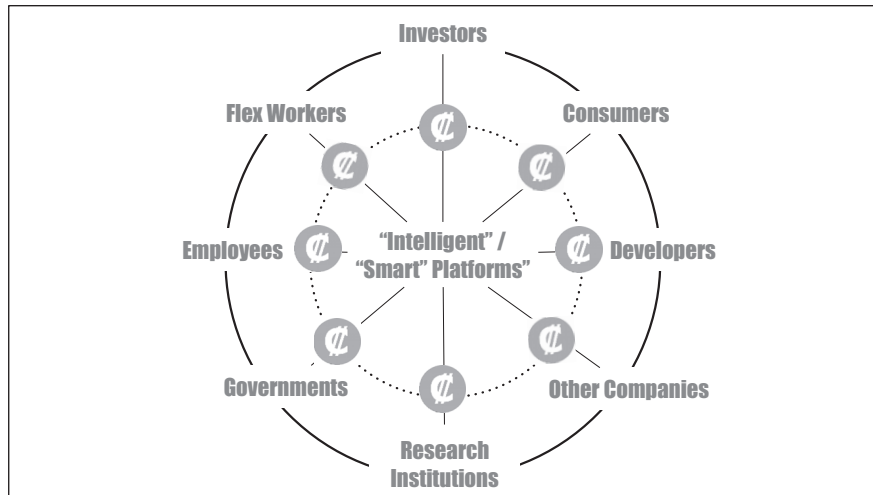 Investors
Flex Workers
Consumers
Employees
“Intelligent” /
“Smart” Platforms”
Developers
Governments
Other Companies
Research
Institutions